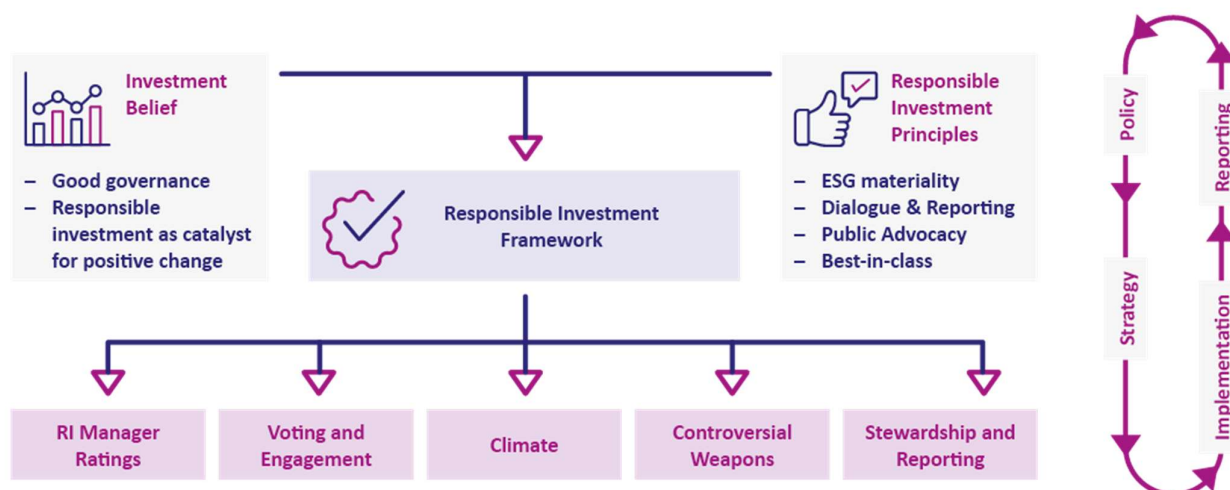 Investment
Belief
– Good governance
– Responsible
investment as catalyst
for positive change
Responsible Investment
Framework
Responsible
Investment
Principles
– ESG materiality
– Dialogue & Reporting
– Public Advocacy
– Best-in-class
RI Manager
Ratings
Voting and
Engagement
Climate
Controversial
Weapons
Stewardship and
Reporting
Policy
Strategy
Implementation
Reporting